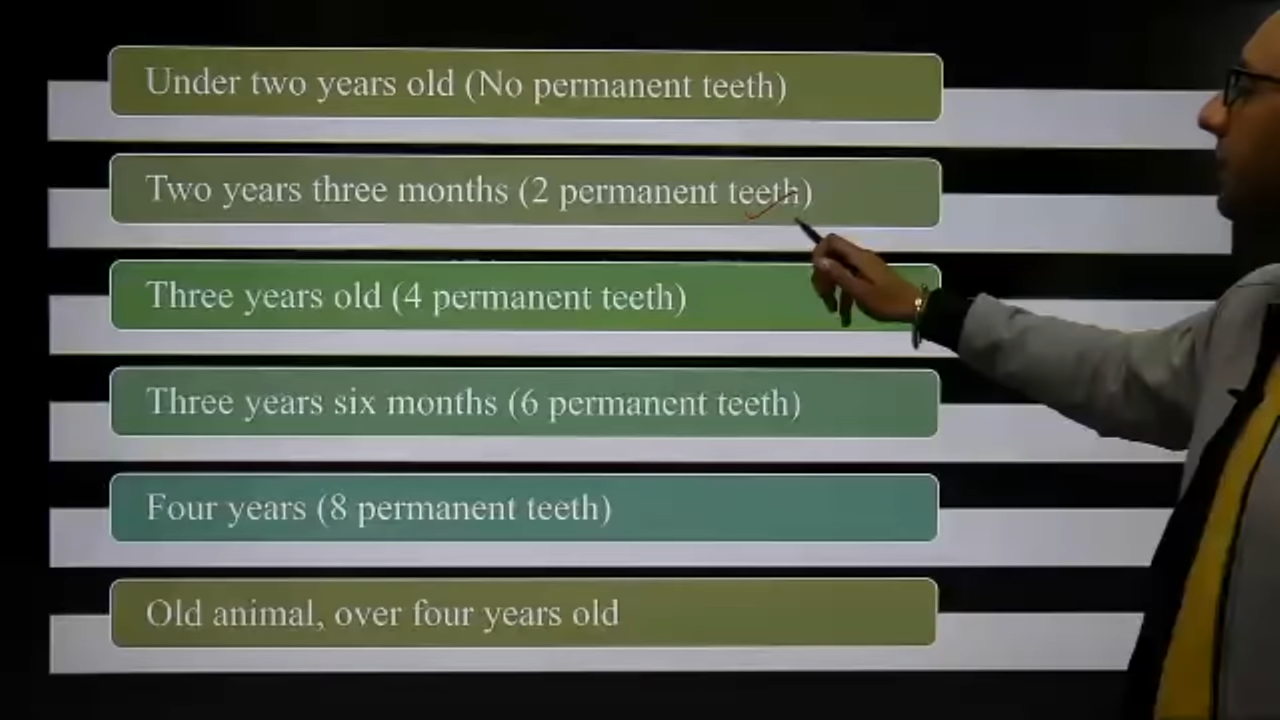 Under two years old (No permanent teeth)
Two years three months (2 permanent teeth)
Three years old (4 permanent teeth)
Three years six months (6 permanent teeth)
Four years (8 permanent teeth)
Old animal, over four years old